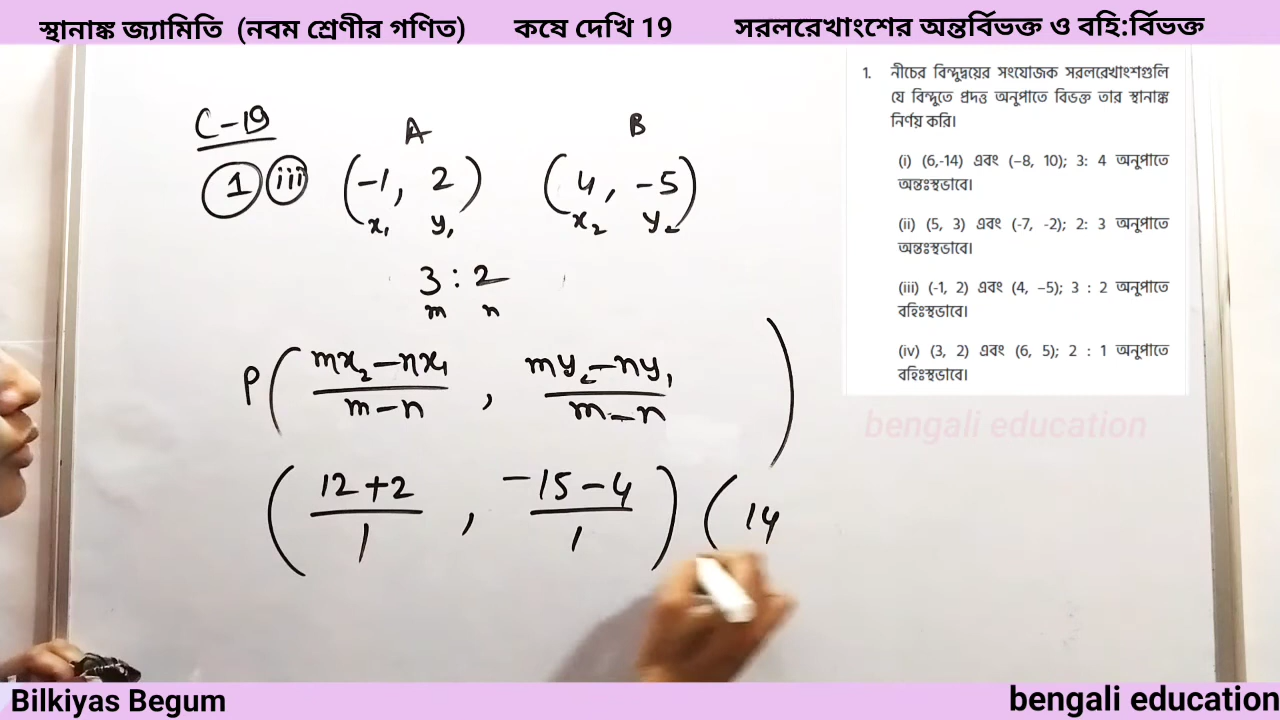 স্থানাঙ্ক জ্যামিতি (নবম শ্রেণীর গণিত) কষে দেখি 19 সরলরেখাংশের অন্তর্বিভক্ত ও বহি:র্বিভক্ত
1. নীচের বিন্দুদ্বয়ের সংযোজক সরলরেখাংশগুলি
যে বিন্দুতে প্রদত্ত অনুপাতে বিভক্ত তার স্থানাঙ্ক
নির্ণয় করি।
(i) (6,-14) এবং (–8, 10); 3: 4 অনুপাতে
অন্তঃস্থভাবে।
(ii) (5, 3) এবং (-7, -2); 2: 3 অনুপাতে
অন্তঃস্থভাবে।
(iii) (-1, 2) এবং (4, –5); 3 : 2 অনুপাতে
বহিঃস্থভাবে।
(iv) (3, 2) এবং (6, 5); 2 : 1 অনুপাতে
বহিঃস্থভাবে।
bengali education
C-19
A B
1 iii (-1, 2) (4, -5)
x₁ y₁ x₂ y₂
3 : 2
m n
P( (mx₂-nx₁)/(m-n) , (my₂-ny₁)/(m-n) )
( (12+2)/1 , (-15-4)/1 ) ( 14
Bilkiyas Begum
bengali education